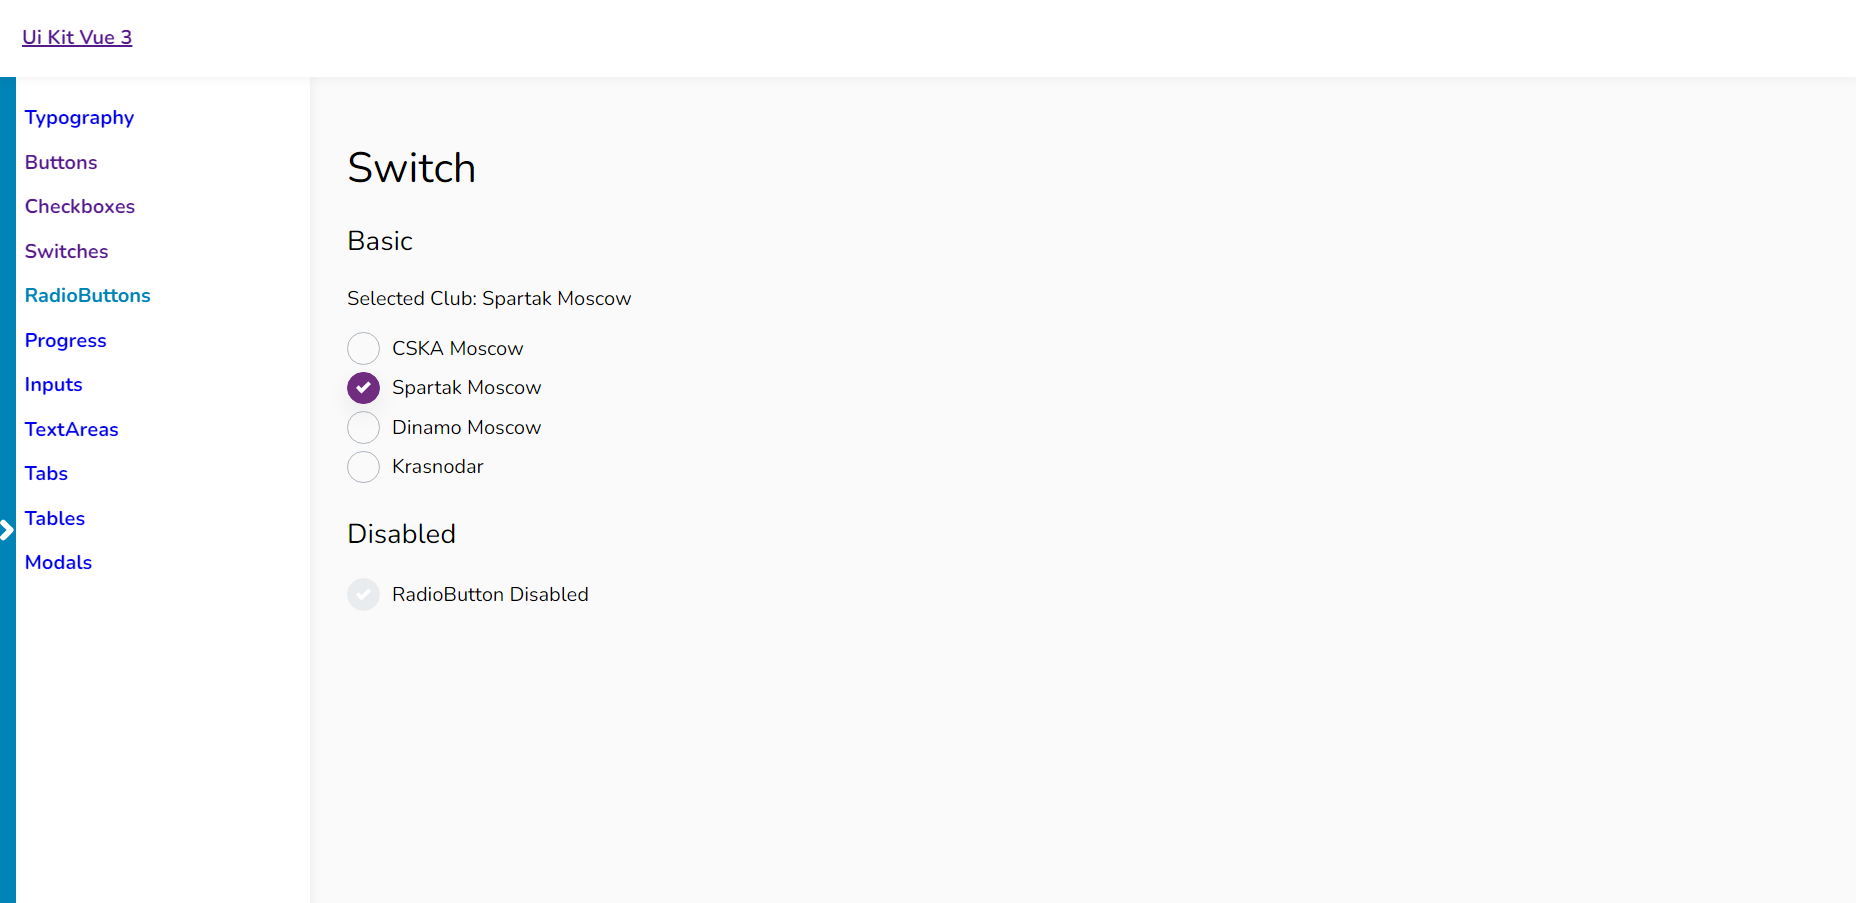 Ui Kit Vue 3
Typography
Buttons
Checkboxes
Switches
RadioButtons
Progress
Inputs
TextAreas
Tabs
Tables
Modals
Switch
Basic
Selected Club: Spartak Moscow
CSKA Moscow
Spartak Moscow
Dinamo Moscow
Krasnodar
Disabled
RadioButton Disabled